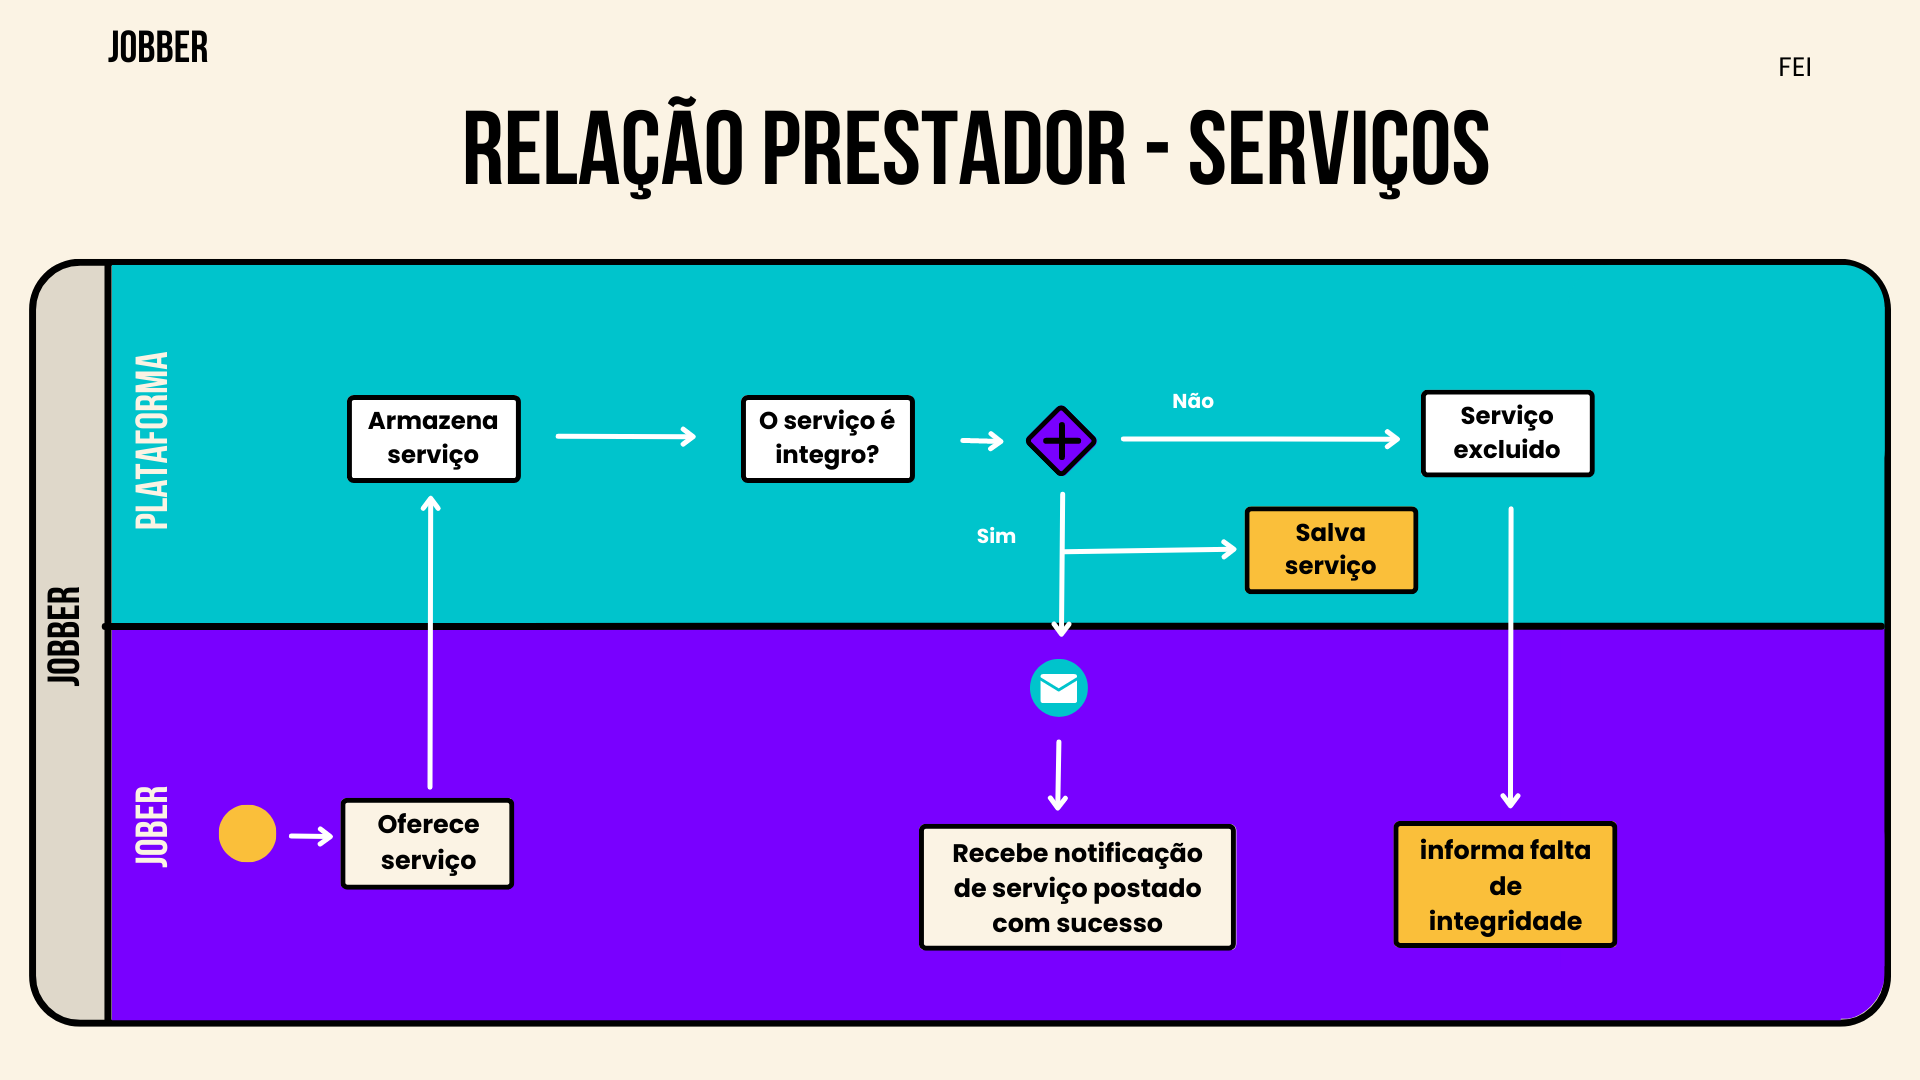 JOBBER
FEI
RELAÇÃO PRESTADOR - SERVIÇOS
JOBBER
PLATAFORMA
Armazena
serviço
O serviço é
integro?
Não
Serviço
excluido
Sim
Salva
serviço
JOBER
Oferece
serviço
Recebe notificação
de serviço postado
com sucesso
informa falta
de
integridade